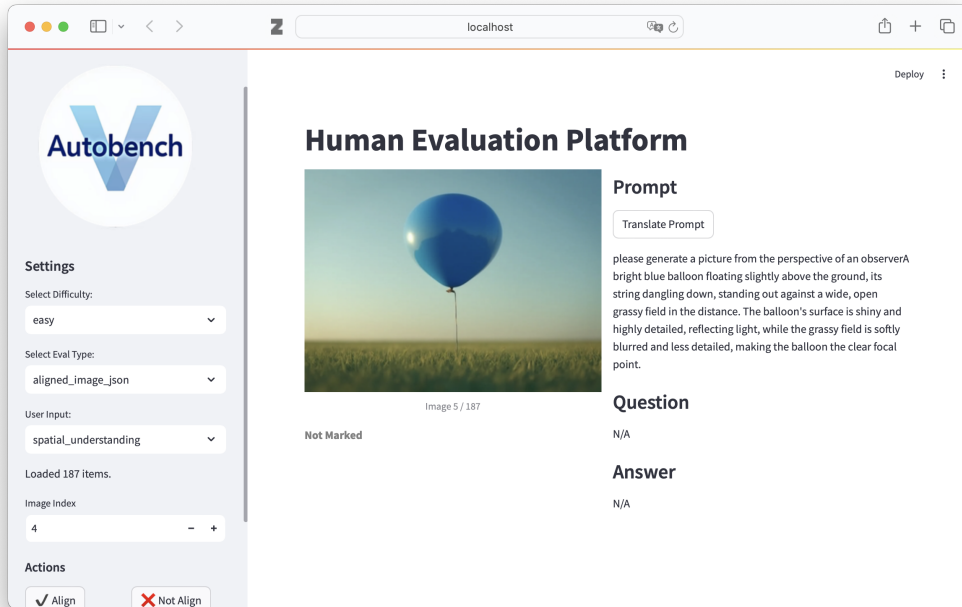 localhost
Deploy
Autobench
Settings
Select Difficulty:
easy
Select Eval Type:
aligned_image_json
User Input:
spatial_understanding
Loaded 187 items.
Image Index
4
Actions
Align
Not Align
Human Evaluation Platform
Image 5 / 187
Not Marked
Prompt
Translate Prompt
please generate a picture from the perspective of an observerA
bright blue balloon floating slightly above the ground, its
string dangling down, standing out against a wide, open
grassy field in the distance. The balloon's surface is shiny and
highly detailed, reflecting light, while the grassy field is softly
blurred and less detailed, making the balloon the clear focal
point.
Question
N/A
Answer
N/A